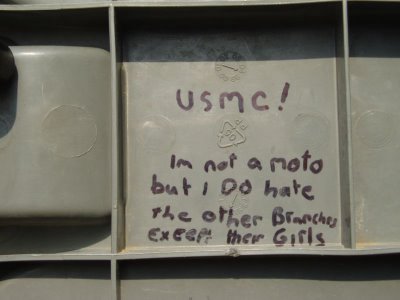 USMC!
Im not a moto
but I DO hate
The other Branches
except their Girls